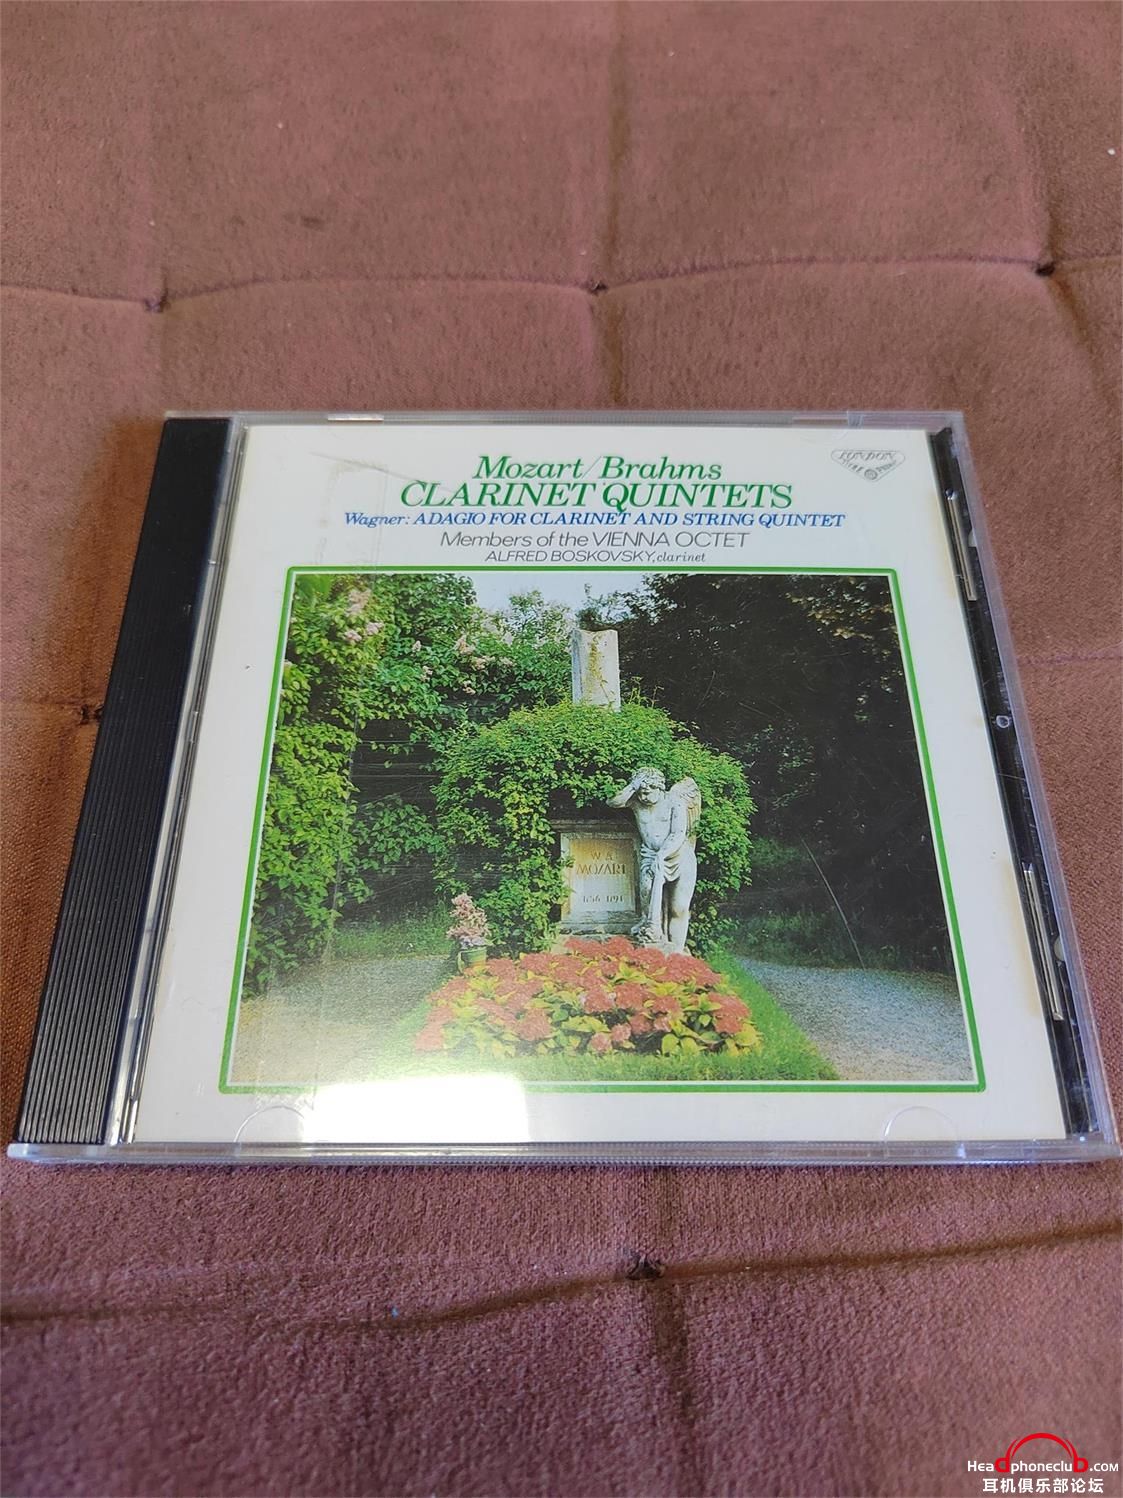 Mozart/Brahms
CLARINET QUINTETS
Wagner: ADAGIO FOR CLARINET AND STRING QUINTET
Members of the VIENNA OCTET
ALFRED BOSKOVSKY, clarinet
LONDON
W. A.
MOZART
Headphoneclub.com
耳机俱乐部论坛